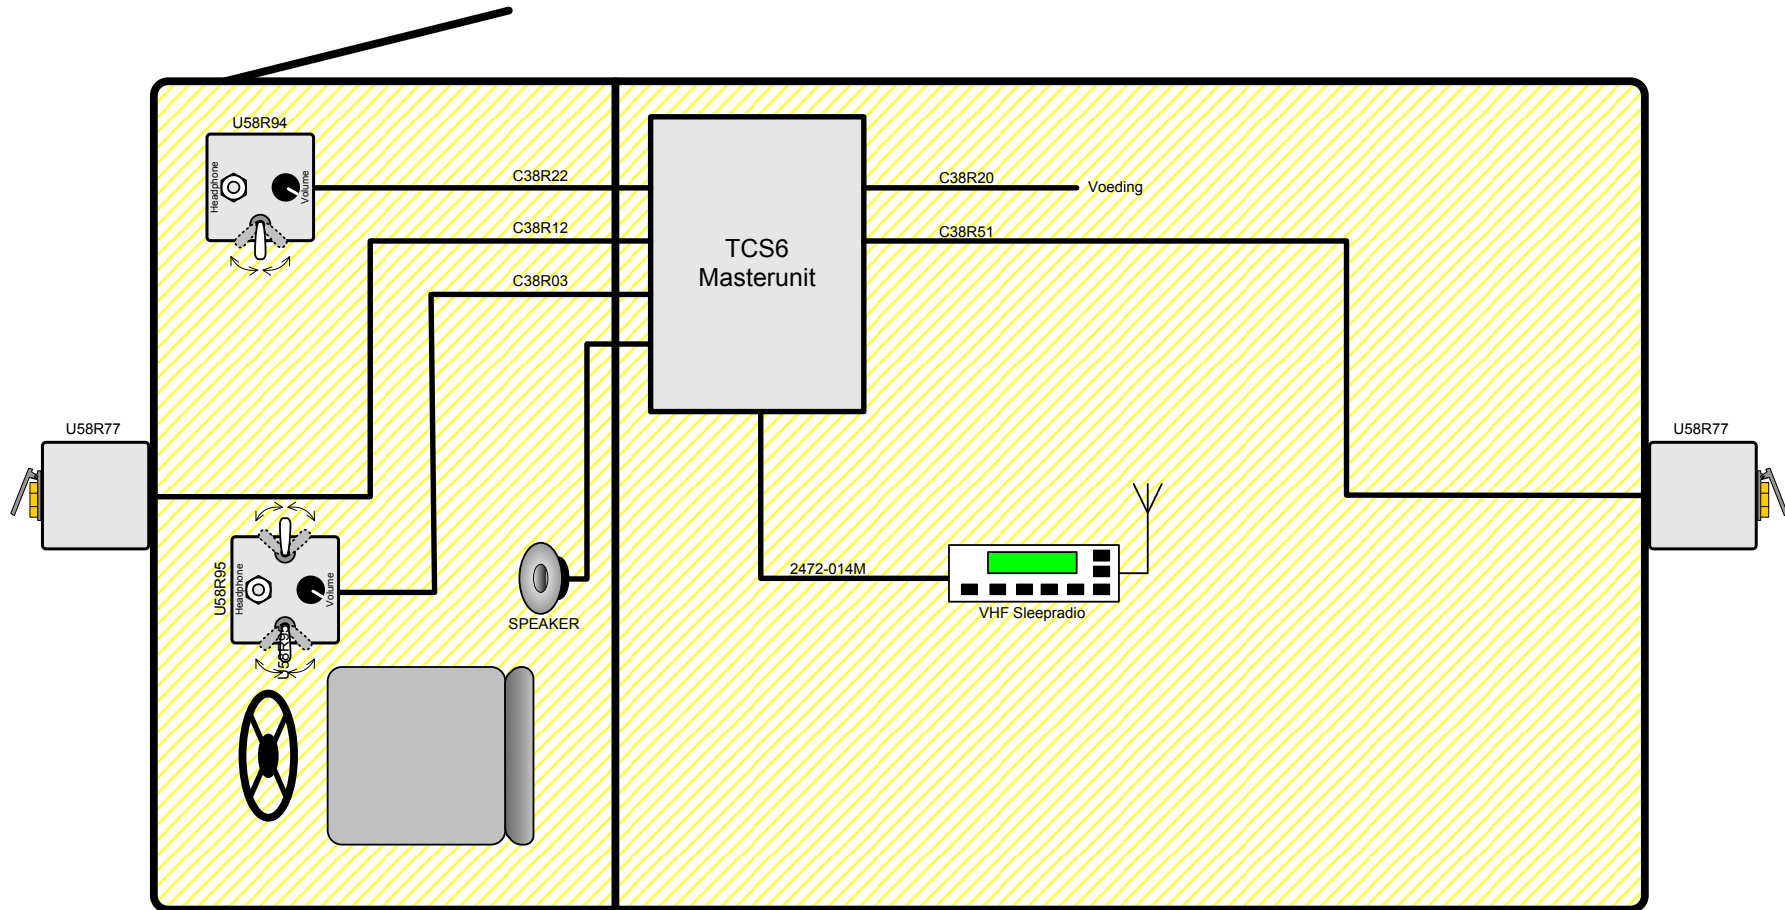 U58R94
Headphone
Volume
C38R22
C38R12
C38R03
TCS6
Masterunit
C38R20
Voeding
C38R51
U58R77
U58R77
U58R95
Headphone
Volume
U58R95
SPEAKER
2472-014M
VHF Sleepradio